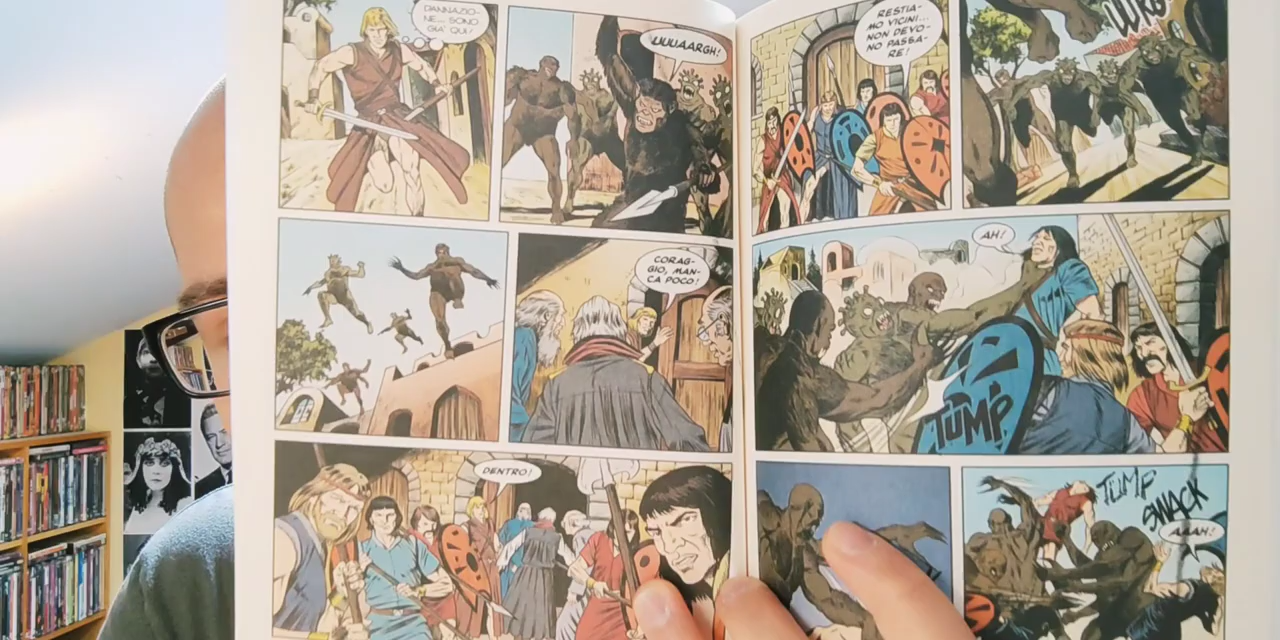 DANNAZIO-
NE... SONO
GIA' QUI!
UUUAARGH!
CORAG-
GIO, MAN-
CA POCO!
DENTRO!
RESTIA-
MO VICINI...
NON DEVO-
NO PASSA-
RE!
AH!
TUMP
TUMP
SWACK
AAAH!